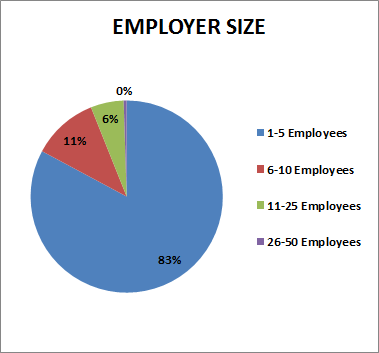 EMPLOYER SIZE
0%
6%
11%
83%
1-5 Employees
6-10 Employees
11-25 Employees
26-50 Employees